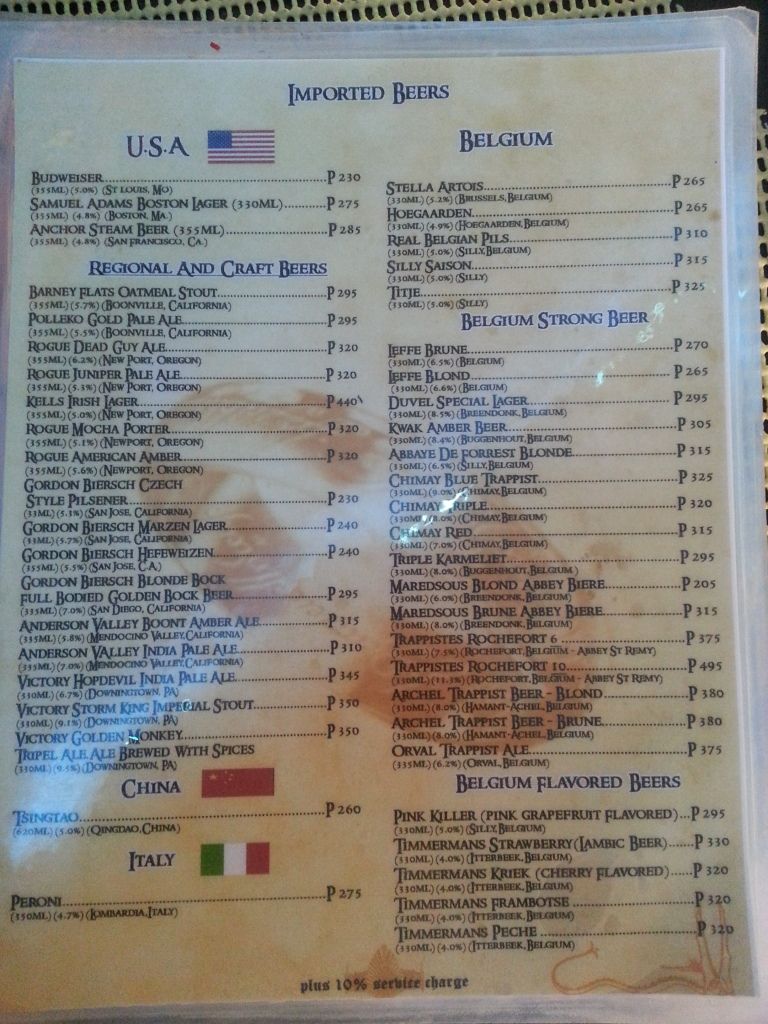 Imported Beers
U.S.A
Budweiser P 230
(355ml) (5.0%) (St Louis, Mo)
Samuel Adams Boston Lager (330ml) P 275
(355ml) (4.8%) (Boston, Ma.)
Anchor Steam Beer (355ml) P 285
(355ml) (4.8%) (San Francisco, Ca.)
Regional And Craft Beers
Barney Flats Oatmeal Stout P 295
(355ml) (5.7%) (Boonville, California)
Polleko Gold Pale Ale P 295
(355ml) (5.5%) (Boonville, California)
Rogue Dead Guy Ale P 320
(355ml) (6.2%) (New Port, Oregon)
Rogue Juniper Pale Ale P 320
(355ml) (5.3%) (New Port, Oregon)
Kells Irish Lager P 440
(355ml) (5.0%) (New Port, Oregon)
Rogue Mocha Porter P 320
(355ml) (5.1%) (Newport, Oregon)
Rogue American Amber P 320
(355ml) (5.6%) (Newport, Oregon)
Gordon Biersch Czech
Style Pilsener P 230
(33ml) (5.1%) (San Jose, California)
Gordon Biersch Marzen Lager P 240
(33ml) (5.7%) (San Jose, California)
Gordon Biersch Hefeweizen P 240
(355ml) (5.5%) (San Jose, C.A.)
Gordon Biersch Blonde Bock
Full Bodied Golden Bock Beer P 295
(335ml) (7.0%) (San Diego, California)
Anderson Valley Boont Amber Ale P 315
(335ml) (5.8%) (Mendocino Valley, California)
Anderson Valley India Pale Ale P 310
(355ml) (7.0%) (Mendocino Valley, California)
Victory Hopdevil India Pale Ale P 345
(330ml) (6.7%) (Downingtown, PA)
Victory Storm King Imperial Stout P 350
(330ml) (9.1%) (Downingtown, PA)
Victory Golden Monkey P 350
Tripel Ale, Ale Brewed With Spices
(330ml) (9.5%) (Downingtown, PA)
China
Tsingtao P 260
(620ml) (5.0%) (Qingdao, China)
Italy
Peroni P 275
(350ml) (4.7%) (Lombardia, Italy)
Belgium
Stella Artois P 265
(330ml) (5.2%) (Brussels, Belgium)
Hoegaarden P 265
(330ml) (4.9%) (Hoegaarden, Belgium)
Real Belgian Pils P 310
(330ml) (5.0%) (Silly, Belgium)
Silly Saison P 315
(330ml) (5.0%) (Silly)
Titje P 325
(330ml) (5.0%) (Silly)
Belgium Strong Beer
Leffe Brune P 270
(330ml) (6.5%) (Belgium)
Leffe Blond P 265
(330ml) (6.6%) (Belgium)
Duvel Special Lager P 295
(330ml) (8.5%) (Breendonk, Belgium)
Kwak Amber Beer P 305
(330ml) (8.4%) (Buggenhout, Belgium)
Abbaye De Forrest Blonde P 315
(330ml) (6.5%) (Silly, Belgium)
Chimay Blue Trappist P 325
(350ml) (9.0%) (Chimay, Belgium)
Chimay Triple P 320
(330ml) (8.0%) (Chimay, Belgium)
Chimay Red P 315
(330ml) (7.0%) (Chimay, Belgium)
Triple Karmeliet P 295
(330ml) (8.0%) (Buggenhout, Belgium)
Maredsous Blond Abbey Biere P 205
(330ml) (6.0%) (Breendonk, Belgium)
Maredsous Brune Abbey Biere P 315
(330ml) (8.0%) (Breendonk, Belgium)
Trappistes Rochefort 6 P 375
(330ml) (7.5%) (Rochefort, Belgium - Abbey St Remy)
Trappistes Rochefort 10 P 495
(330ml) (11.3%) (Rochefort, Belgium - Abbey St Remy)
Archel Trappist Beer - Blond P 380
(330ml) (8.0%) (Hamant-Achel, Belgium)
Archel Trappist Beer - Brune P 380
(330ml) (8.0%) (Hamant-Achel, Belgium)
Orval Trappist Ale P 375
(335ml) (6.2%) (Orval, Belgium)
Belgium Flavored Beers
Pink Killer (Pink Grapefruit Flavored) P 295
(330ml) (5.0%) (Silly, Belgium)
Timmermans Strawberry (Lambic Beer) P 330
(330ml) (4.0%) (Itterbeek, Belgium)
Timmermans Kriek (Cherry Flavored) P 320
(330ml) (4.0%) (Itterbeek, Belgium)
Timmermans Frambotse P 320
(330ml) (4.0%) (Itterbeek, Belgium)
Timmermans Peche P 320
(330ml) (4.0%) (Itterbeek, Belgium)
plus 10% service charge